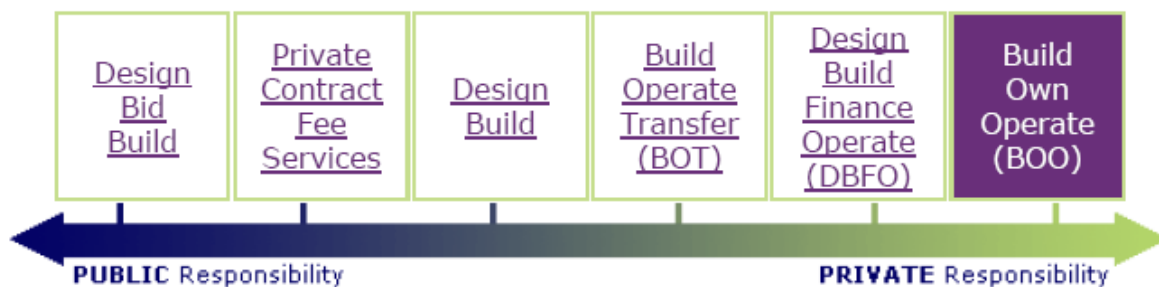 Design
Bid
Build
Private
Contract
Fee
Services
Design
Build
Build
Operate
Transfer
(BOT)
Design
Build
Finance
Operate
(DBFO)
Build
Own
Operate
(BOO)
PUBLIC Responsibility
PRIVATE Responsibility